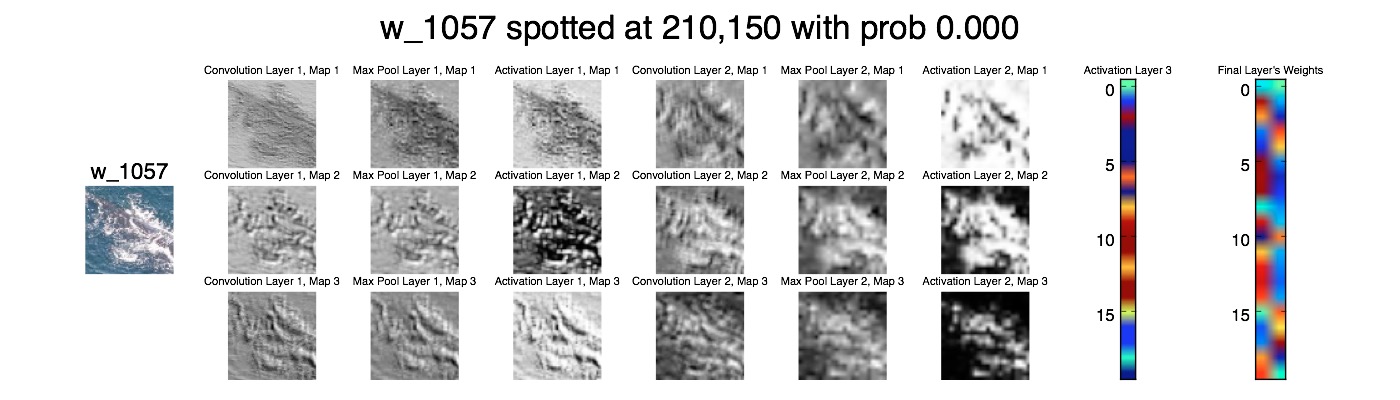 w_1057 spotted at 210,150 with prob 0.000
Convolution Layer 1, Map 1 Max Pool Layer 1, Map 1 Activation Layer 1, Map 1 Convolution Layer 2, Map 1 Max Pool Layer 2, Map 1 Activation Layer 2, Map 1 Activation Layer 3 Final Layer's Weights
0 0
w_1057
5 5
Convolution Layer 1, Map 2 Max Pool Layer 1, Map 2 Activation Layer 1, Map 2 Convolution Layer 2, Map 2 Max Pool Layer 2, Map 2 Activation Layer 2, Map 2
10 10
Convolution Layer 1, Map 3 Max Pool Layer 1, Map 3 Activation Layer 1, Map 3 Convolution Layer 2, Map 3 Max Pool Layer 2, Map 3 Activation Layer 2, Map 3
15 15